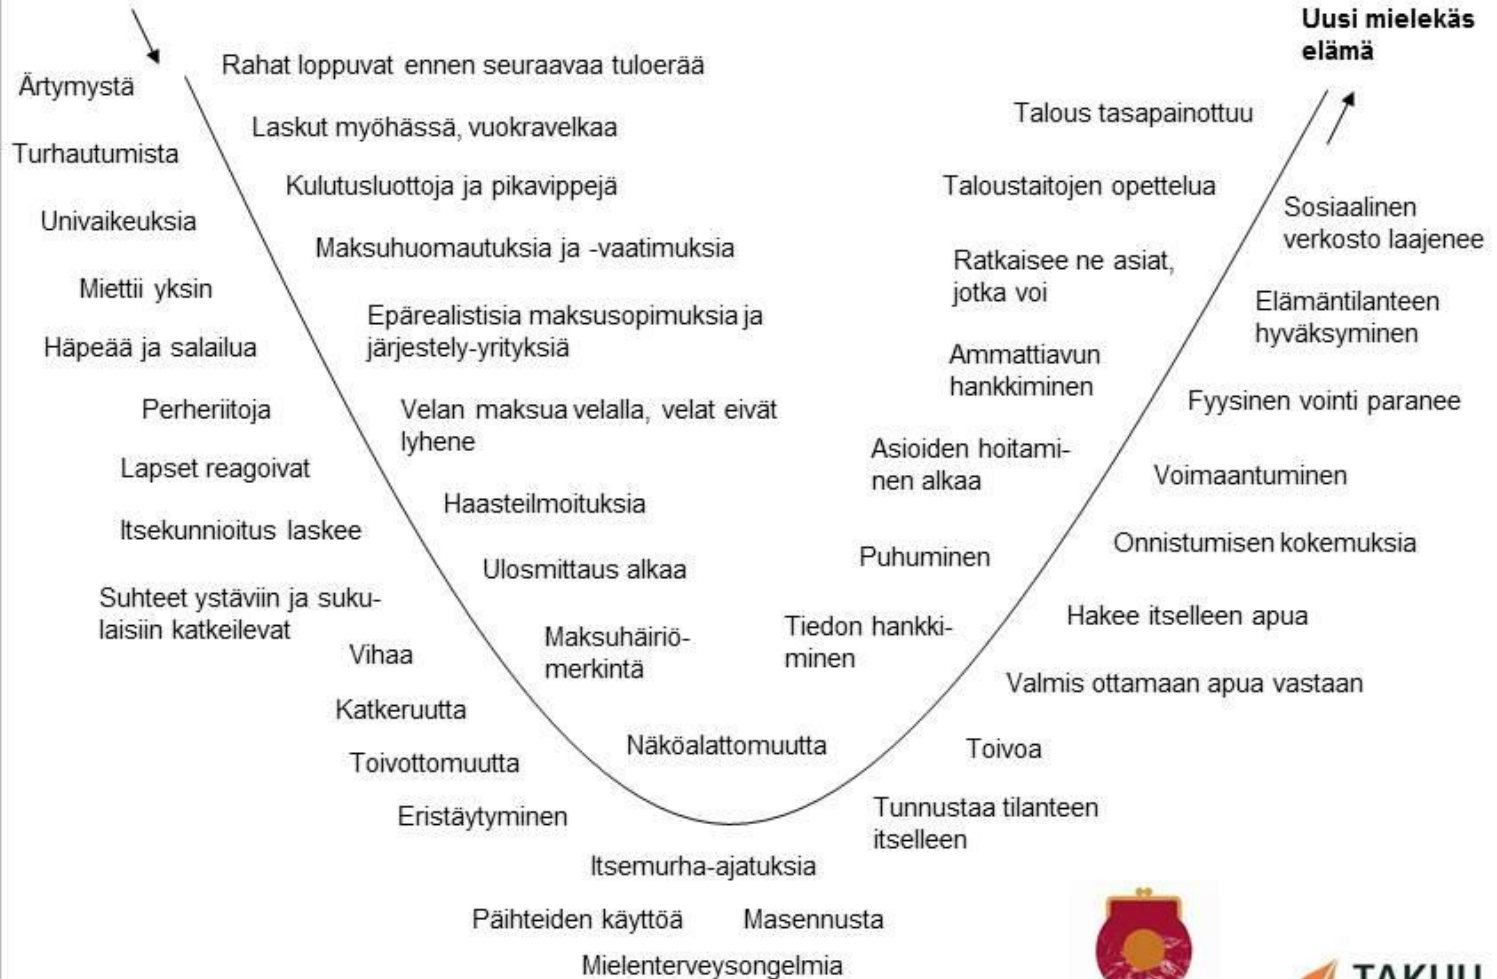 Uusi mielekäs
elämä
Rahat loppuvat ennen seuraavaa tuloerää
Ärtymystä
Talous tasapainottuu
Laskut myöhässä, vuokravelkaa
Turhautumista
Kulutusluottoja ja pikavippejä
Taloustaitojen opettelua
Sosiaalinen
verkosto laajenee
Univaikeuksia
Maksuhuomautuksia ja -vaatimuksia
Ratkaisee ne asiat,
jotka voi
Miettii yksin
Elämäntilanteen
hyväksyminen
Epärealistisia maksusopimuksia ja
järjestely-yrityksiä
Häpeää ja salailua
Ammattiavun
hankkiminen
Perheriitoja
Velan maksua velalla, velat eivät
lyhene
Fyysinen vointi paranee
Asioiden hoitami-
nen alkaa
Lapset reagoivat
Voimaantuminen
Haasteilmoituksia
Itsekunnioitus laskee
Onnistumisen kokemuksia
Puhuminen
Ulosmittaus alkaa
Suhteet ystäviin ja suku-
laisiin katkeilevat
Hakee itselleen apua
Tiedon hankki-
minen
Maksuhäiriö-
merkintä
Vihaa
Valmis ottamaan apua vastaan
Katkeruutta
Näköalattomuutta
Toivoa
Toivottomuutta
Eristäytyminen
Tunnustaa tilanteen
itselleen
Itsemurha-ajatuksia
Päihteiden käyttöä
Masennusta
Mielenterveysongelmia
TAKUU